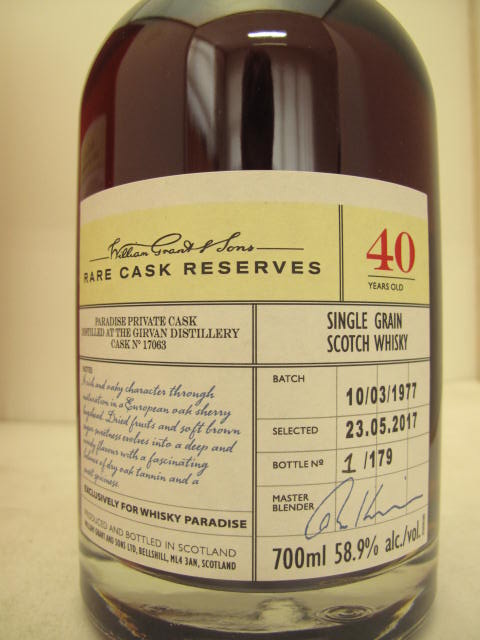 William Grant & Sons
RARE CASK RESERVES
40
YEARS OLD
PARADISE PRIVATE CASK
DISTILLED AT THE GIRVAN DISTILLERY
CASK Nº 17063
SINGLE GRAIN
SCOTCH WHISKY
NOTES
A rich and oaky character through
maturation in a European oak sherry
hogshead. Dried fruits and soft brown
sugar sweetness evolves into a deep and
woody flavour with a fascinating
balance of dry oak tannin and a
sweet spiciness.
EXCLUSIVELY FOR WHISKY PARADISE
PRODUCED AND BOTTLED IN SCOTLAND
WILLIAM GRANT AND SONS LTD, BELLSHILL, ML4 3AN, SCOTLAND
BATCH 10/03/1977
SELECTED 23.05.2017
BOTTLE Nº 1/179
MASTER
BLENDER
700ml 58.9% alc./vol.